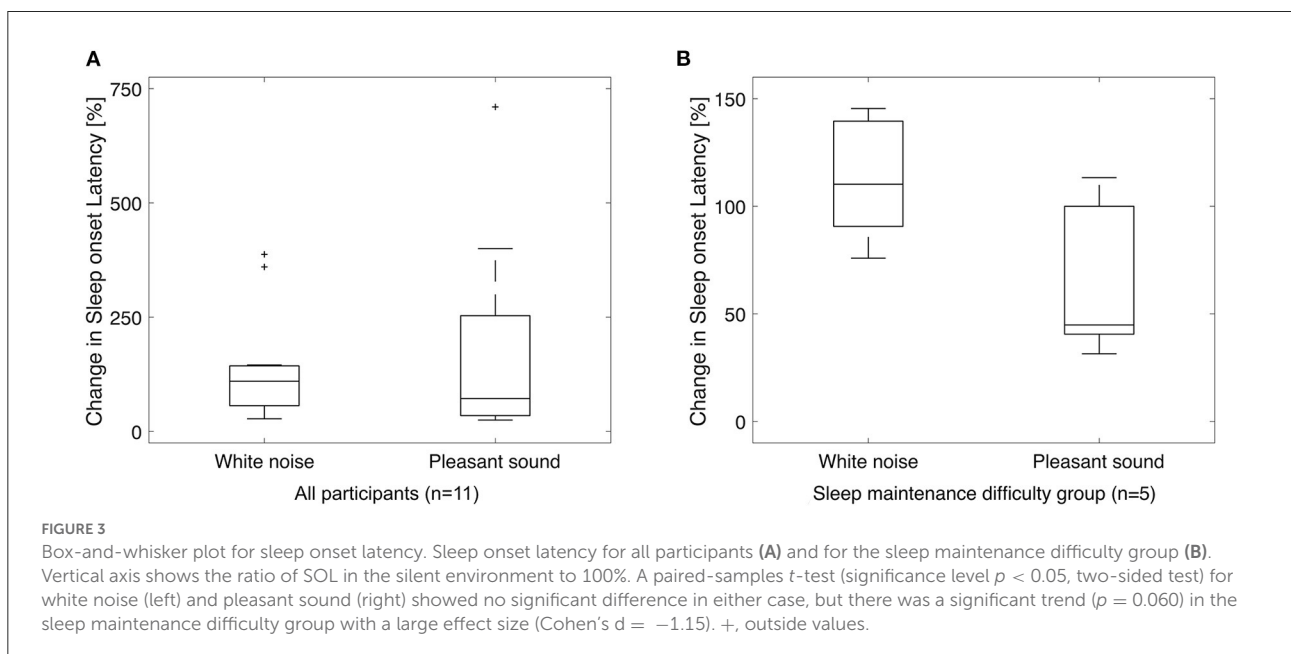 A
Change in Sleep onset Latency [%]
750
500
250
0
White noise
Pleasant sound
All participants (n=11)
B
Change in Sleep onset Latency [%]
150
100
50
0
White noise
Pleasant sound
Sleep maintenance difficulty group (n=5)
FIGURE 3
Box-and-whisker plot for sleep onset latency. Sleep onset latency for all participants (A) and for the sleep maintenance difficulty group (B).
Vertical axis shows the ratio of SOL in the silent environment to 100%. A paired-samples t-test (significance level p < 0.05, two-sided test) for
white noise (left) and pleasant sound (right) showed no significant difference in either case, but there was a significant trend (p = 0.060) in the
sleep maintenance difficulty group with a large effect size (Cohen's d = −1.15). +, outside values.